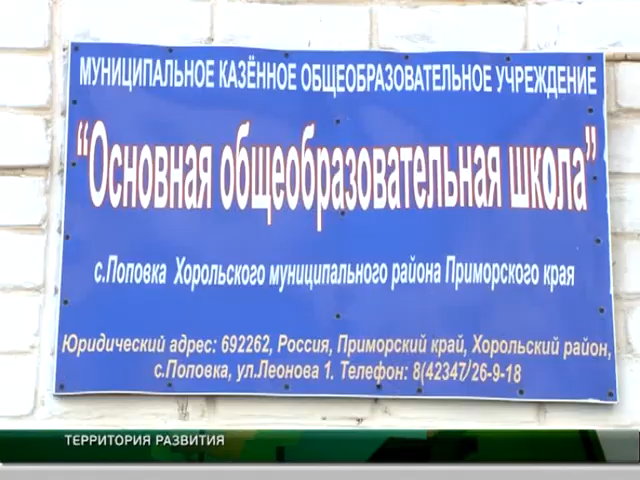 МУНИЦИПАЛЬНОЕ КАЗЁННОЕ ОБЩЕОБРАЗОВАТЕЛЬНОЕ УЧРЕЖДЕНИЕ
"Основная общеобразовательная школа"
с.Поповка Хорольского муниципального района Приморского края
Юридический адрес: 692262, Россия, Приморский край, Хорольский район,
с.Поповка, ул.Леонова 1. Телефон: 8(42347/26-9-18
ТЕРРИТОРИЯ РАЗВИТИЯ